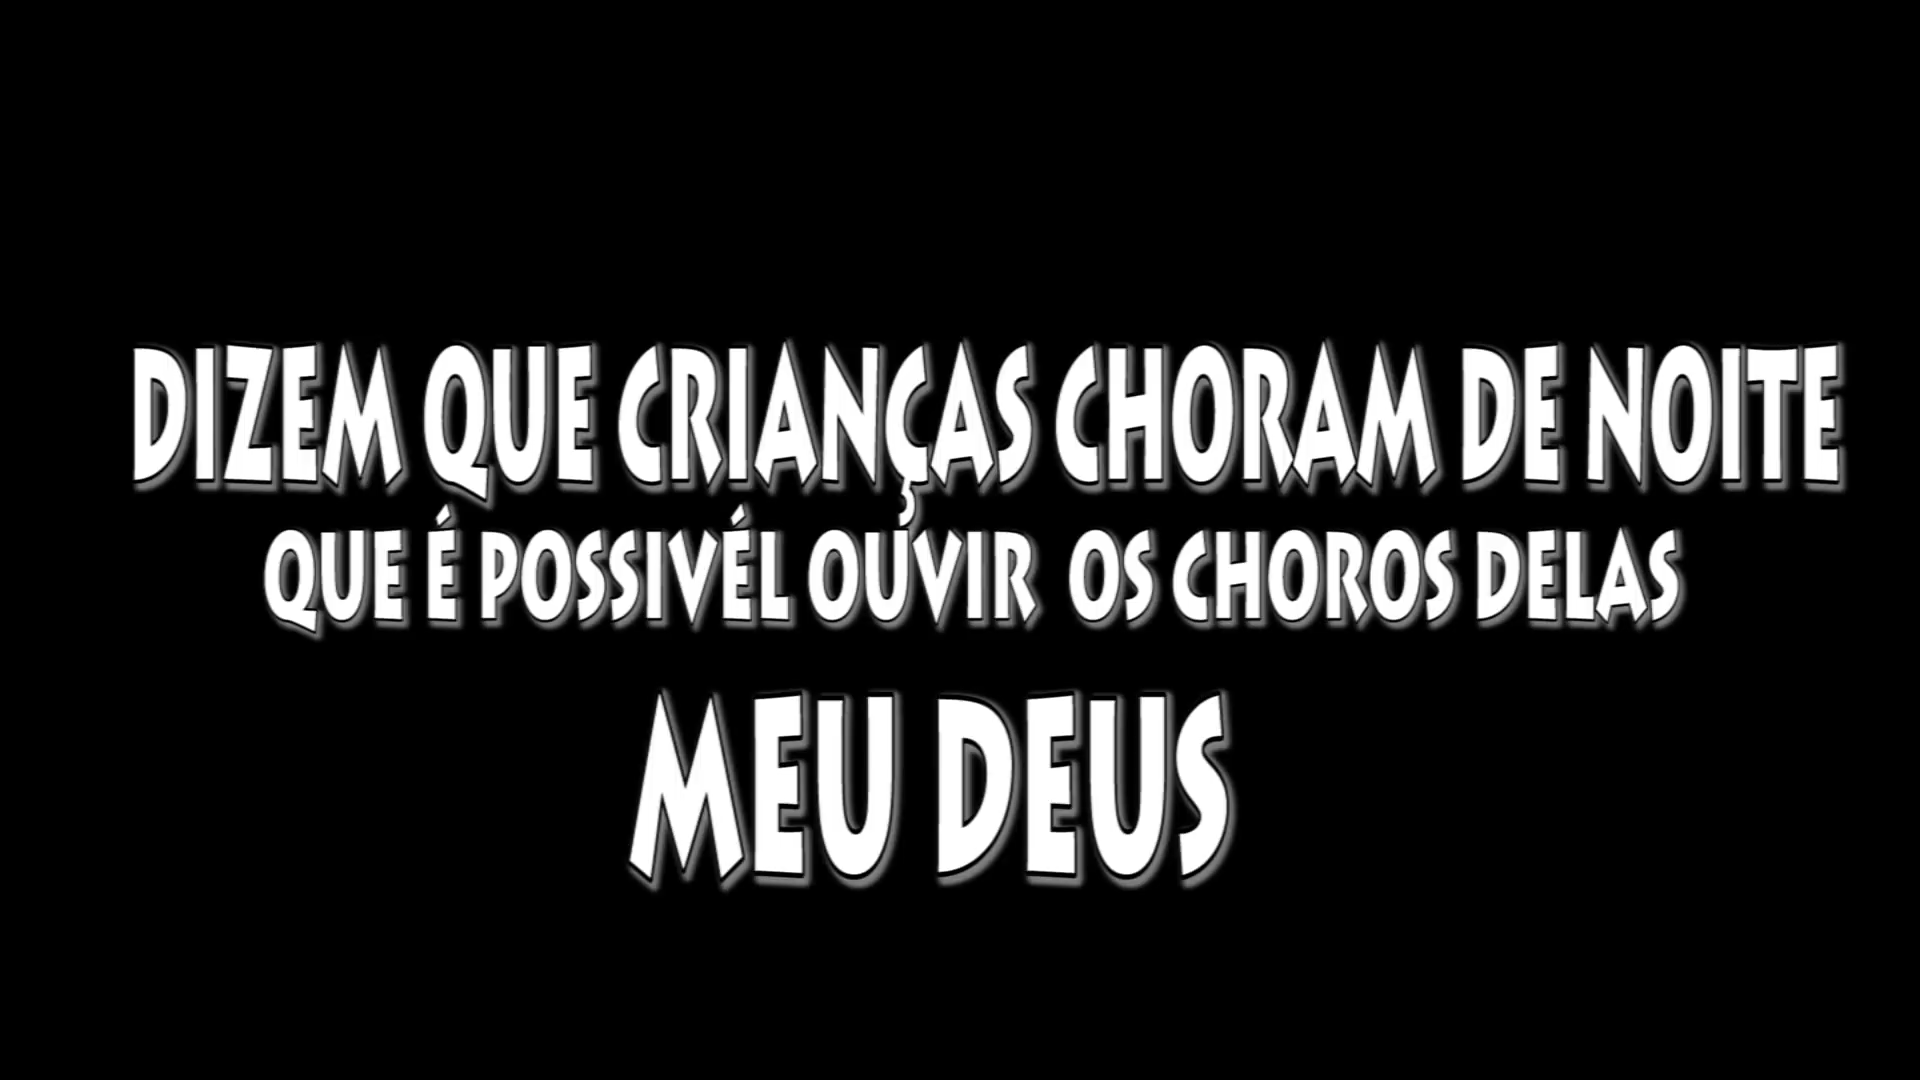 DIZEM QUE CRIANÇAS CHORAM DE NOITE
QUE É POSSIVÉL OUVIR OS CHOROS DELAS
MEU DEUS